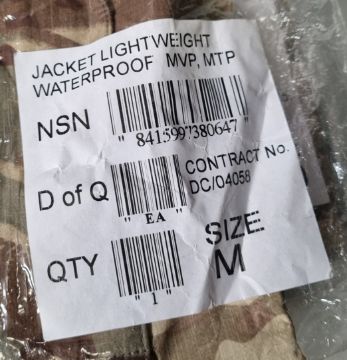 JACKET LIGHTWEIGHT
WATERPROOF MVP, MTP
NSN
"8415997380647"
D of Q
"EA"
CONTRACT No.
DC/04058
QTY
"1"
SIZE
M